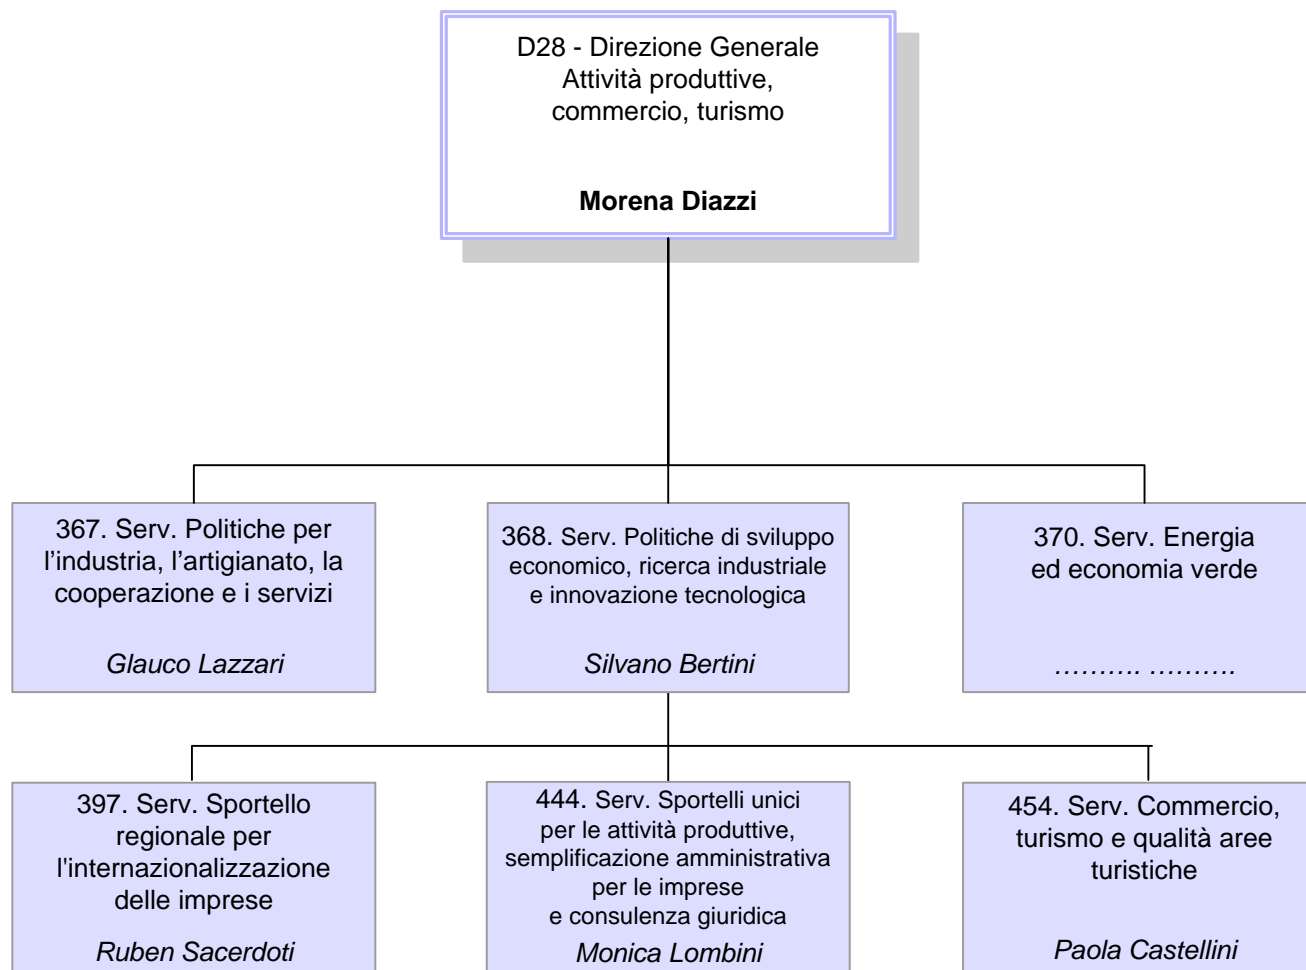 D28 - Direzione Generale
Attività produttive,
commercio, turismo
Morena Diazzi
367. Serv. Politiche per
l’industria, l’artigianato, la
cooperazione e i servizi
Glauco Lazzari
368. Serv. Politiche di sviluppo
economico, ricerca industriale
e innovazione tecnologica
Silvano Bertini
370. Serv. Energia
ed economia verde
………. ……….
397. Serv. Sportello
regionale per
l'internazionalizzazione
delle imprese
Ruben Sacerdoti
444. Serv. Sportelli unici
per le attività produttive,
semplificazione amministrativa
per le imprese
e consulenza giuridica
Monica Lombini
454. Serv. Commercio,
turismo e qualità aree
turistiche
Paola Castellini